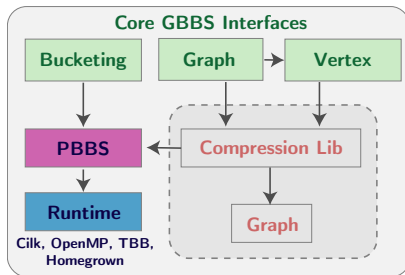 Core GBBS Interfaces
Bucketing
Graph
Vertex
PBBS
Compression Lib
Runtime
Graph
Cilk, OpenMP, TBB,
Homegrown